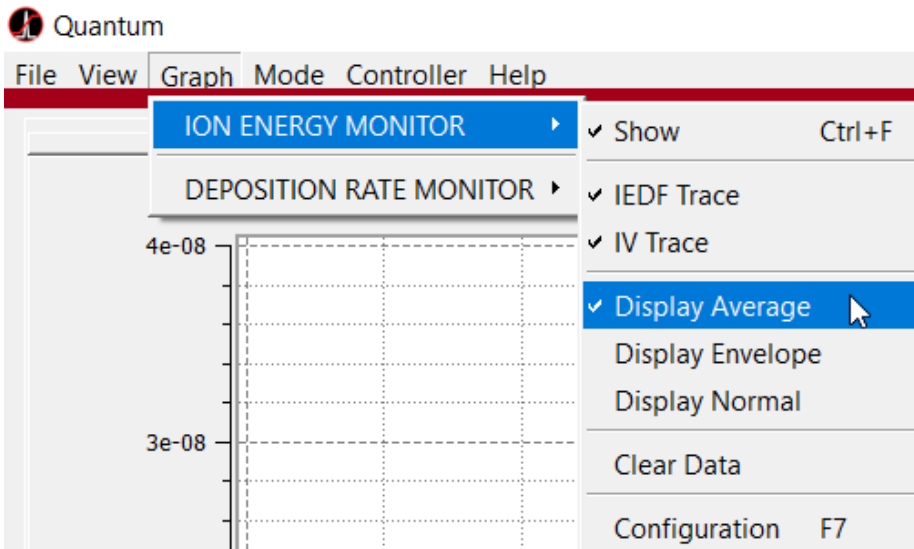 Quantum
File View Graph Mode Controller Help
ION ENERGY MONITOR
DEPOSITION RATE MONITOR
Show Ctrl+F
IEDF Trace
IV Trace
Display Average
Display Envelope
Display Normal
Clear Data
Configuration F7
4e-08
3e-08